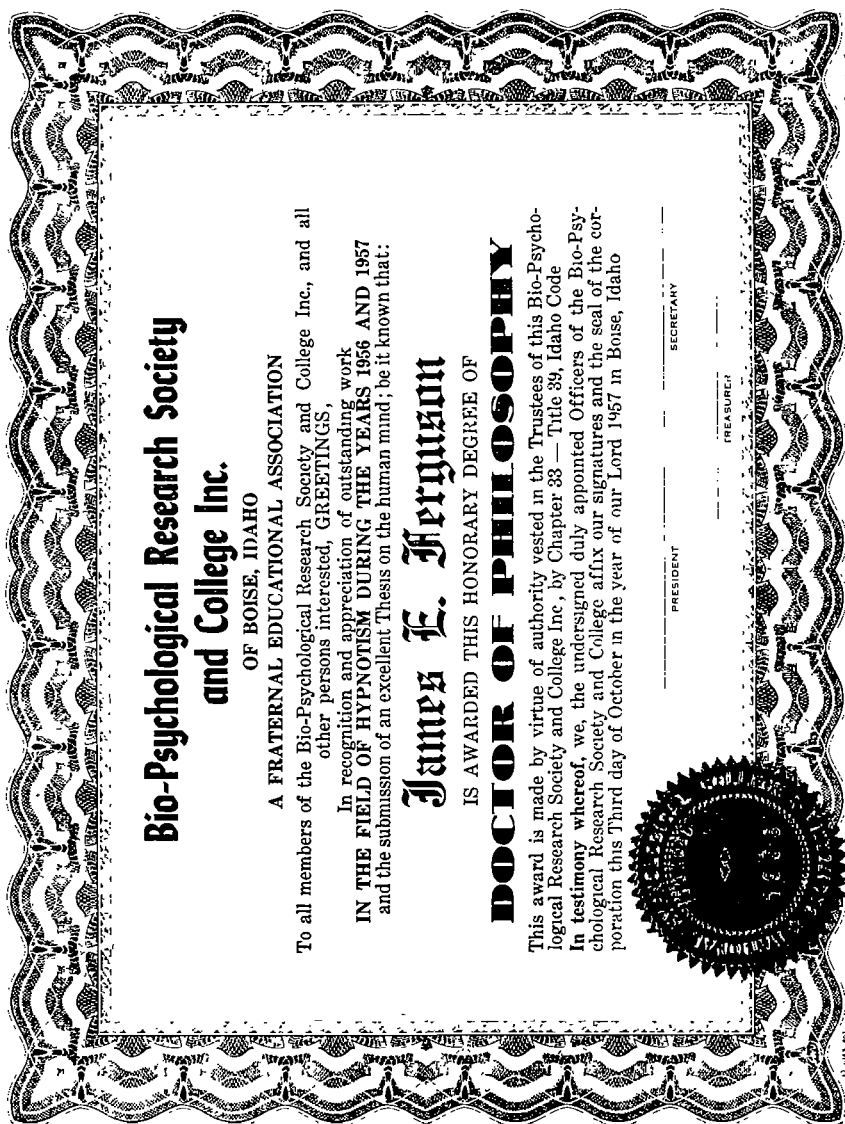 Bio-Psychological Research Society
and College Inc.
OF BOISE, IDAHO
A FRATERNAL EDUCATIONAL ASSOCIATION
To all members of the Bio-Psychological Research Society and College Inc., and all
other persons interested, GREETINGS,
In recognition and appreciation of outstanding work
IN THE FIELD OF HYPNOTISM DURING THE YEARS 1956 AND 1957
and the submission of an excellent Thesis on the human mind; be it known that:
James E. Ferguson
IS AWARDED THIS HONORARY DEGREE OF
DOCTOR OF PHILOSOPHY
This award is made by virtue of authority vested in the Trustees of this Bio-Psycho-
logical Research Society and College Inc., by Chapter 33 — Title 39, Idaho Code
In testimony whereof, we, the undersigned duly appointed Officers of the Bio-Psy-
chological Research Society and College affix our signatures and the seal of the cor-
poration this Third day of October in the year of our Lord 1957 in Boise, Idaho
PRESIDENT
SECRETARY
TREASURER